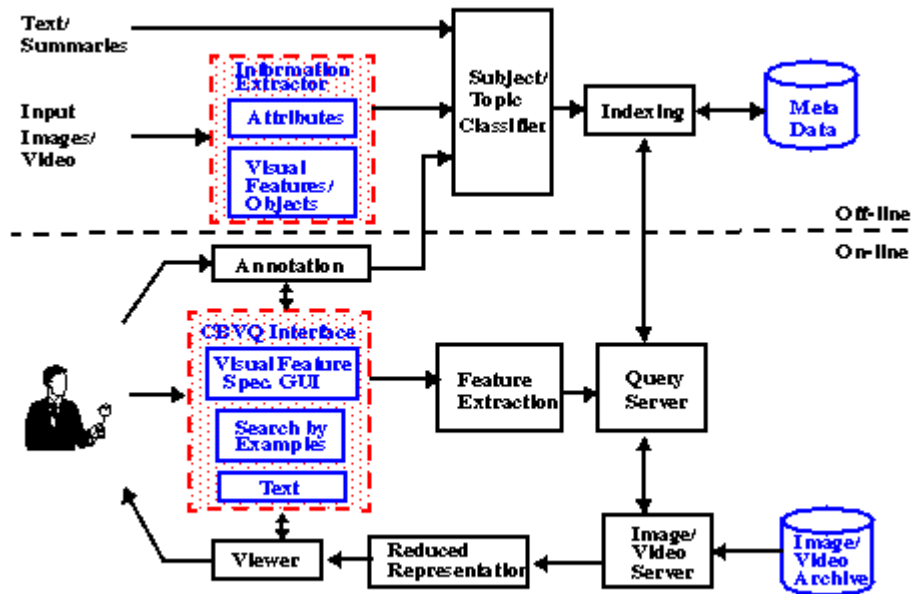 Text/
Summaries
Input
Images/
Video
Information
Extractor
Attributes
Visual
Features/
Objects
Subject/
Topic
Classifier
Indexing
Meta
Data
Off-line
On-line
Annotation
CBVQ Interface
Visual Feature
Spec. GUI
Search by
Examples
Text
Feature
Extraction
Query
Server
Viewer
Reduced
Representation
Image/
Video
Server
Image/
Video
Archive